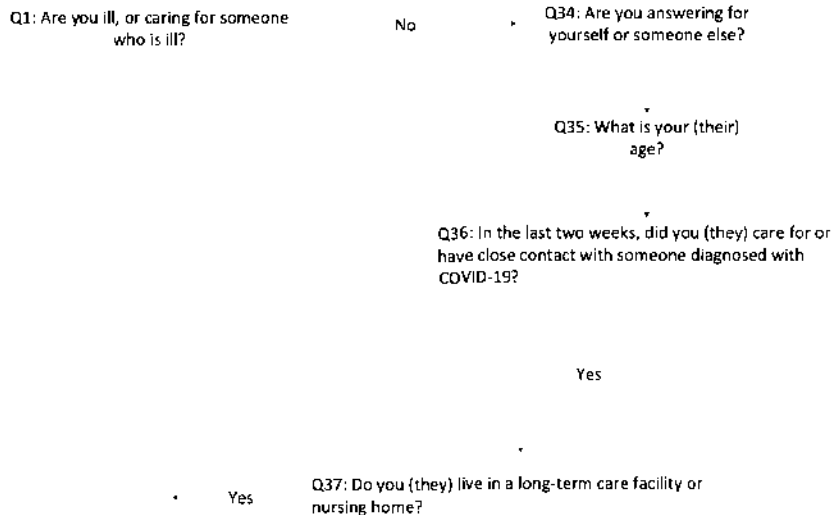 Q1: Are you ill, or caring for someone
who is ill?
No
Q34: Are you answering for
yourself or someone else?
Q35: What is your (their)
age?
Q36: In the last two weeks, did you (they) care for or
have close contact with someone diagnosed with
COVID-19?
Yes
Q37: Do you (they) live in a long-term care facility or
nursing home?
Yes